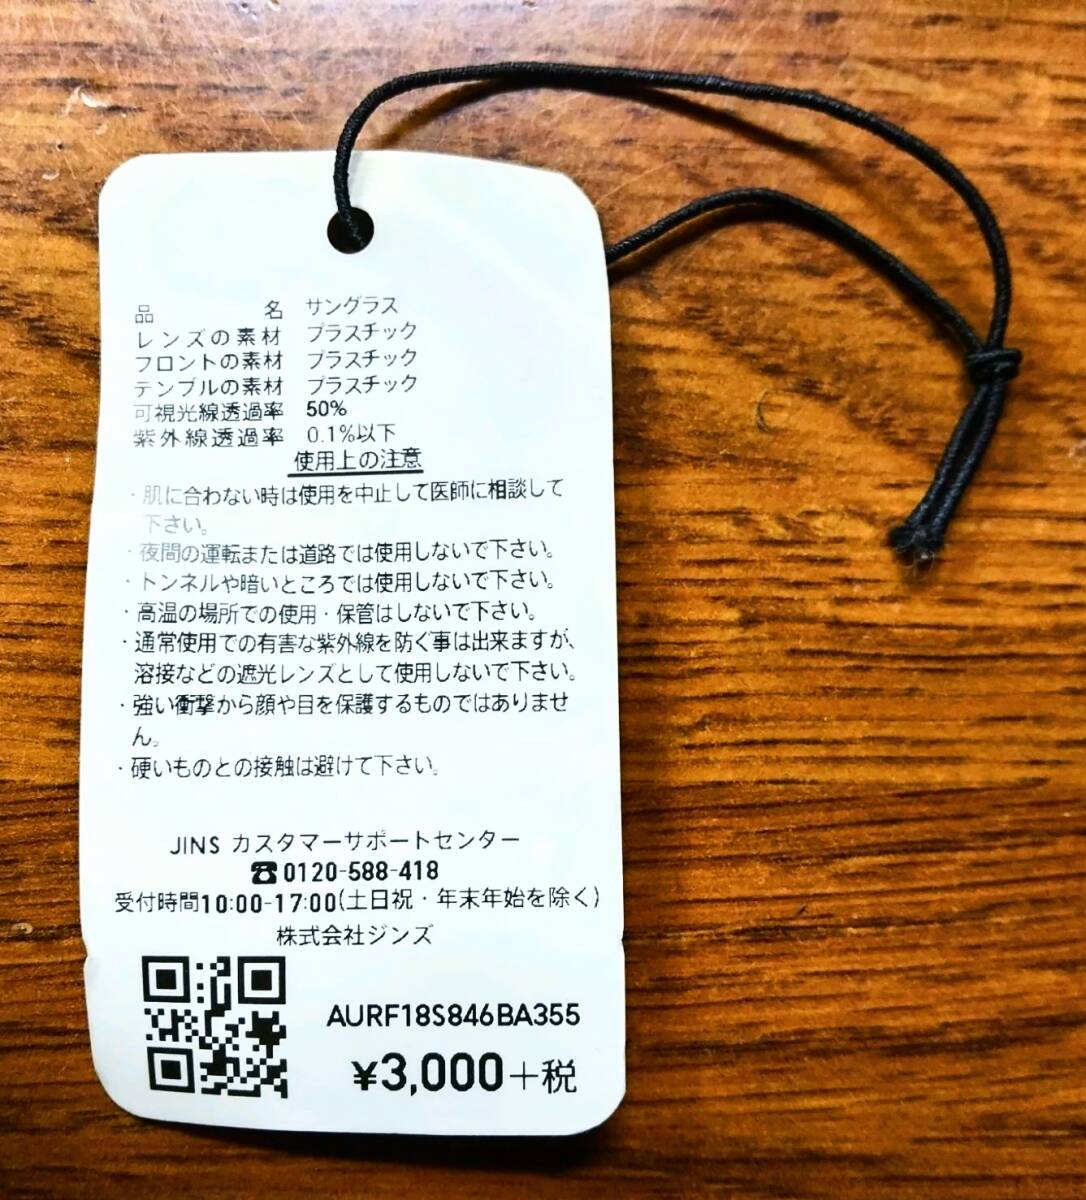 品名 サングラス
レンズの素材 プラスチック
フロントの素材 プラスチック
テンプルの素材 プラスチック
可視光線透過率 50%
紫外線透過率 0.1%以下
使用上の注意
・肌に合わない時は使用を中止して医師に相談して
下さい。
・夜間の運転または道路では使用しないで下さい。
・トンネルや暗いところでは使用しないで下さい。
・高温の場所での使用・保管はしないで下さい。
・通常使用での有害な紫外線を防ぐ事は出来ますが、
溶接などの遮光レンズとして使用しないで下さい。
・強い衝撃から顔や目を保護するものではありませ
ん。
・硬いものとの接触は避けて下さい。
JINS カスタマーサポートセンター
☎0120-588-418
受付時間10:00-17:00(土日祝・年末年始を除く)
株式会社ジンズ
AURF18S846BA355
¥3,000+税